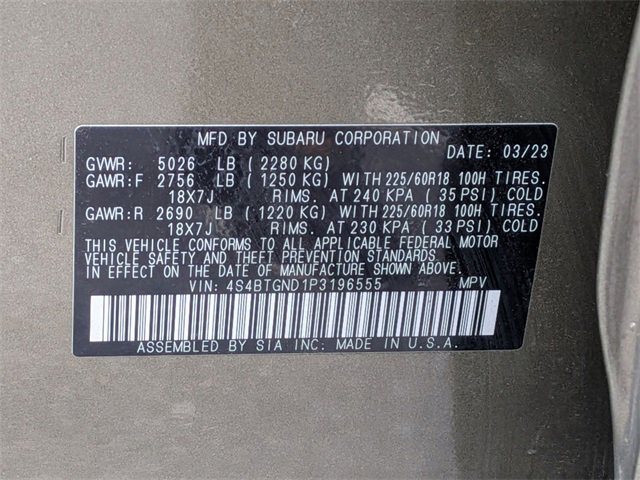 MFD BY SUBARU CORPORATION
DATE: 03/23
GVWR: 5026 LB (2280 KG)
GAWR:F 2756 LB (1250 KG) WITH 225/60R18 100H TIRES.
18X7J RIMS. AT 240 KPA (35 PSI) COLD
GAWR:R 2690 LB (1220 KG) WITH 225/60R18 100H TIRES.
18X7J RIMS. AT 230 KPA (33 PSI) COLD
THIS VEHICLE CONFORMS TO ALL APPLICABLE FEDERAL MOTOR
VEHICLE SAFETY AND THEFT PREVENTION STANDARDS
IN EFFECT ON THE DATE OF MANUFACTURE SHOWN ABOVE.
VIN: 4S4BTGND1P3196555 MPV
ASSEMBLED BY SIA INC. MADE IN U.S.A.